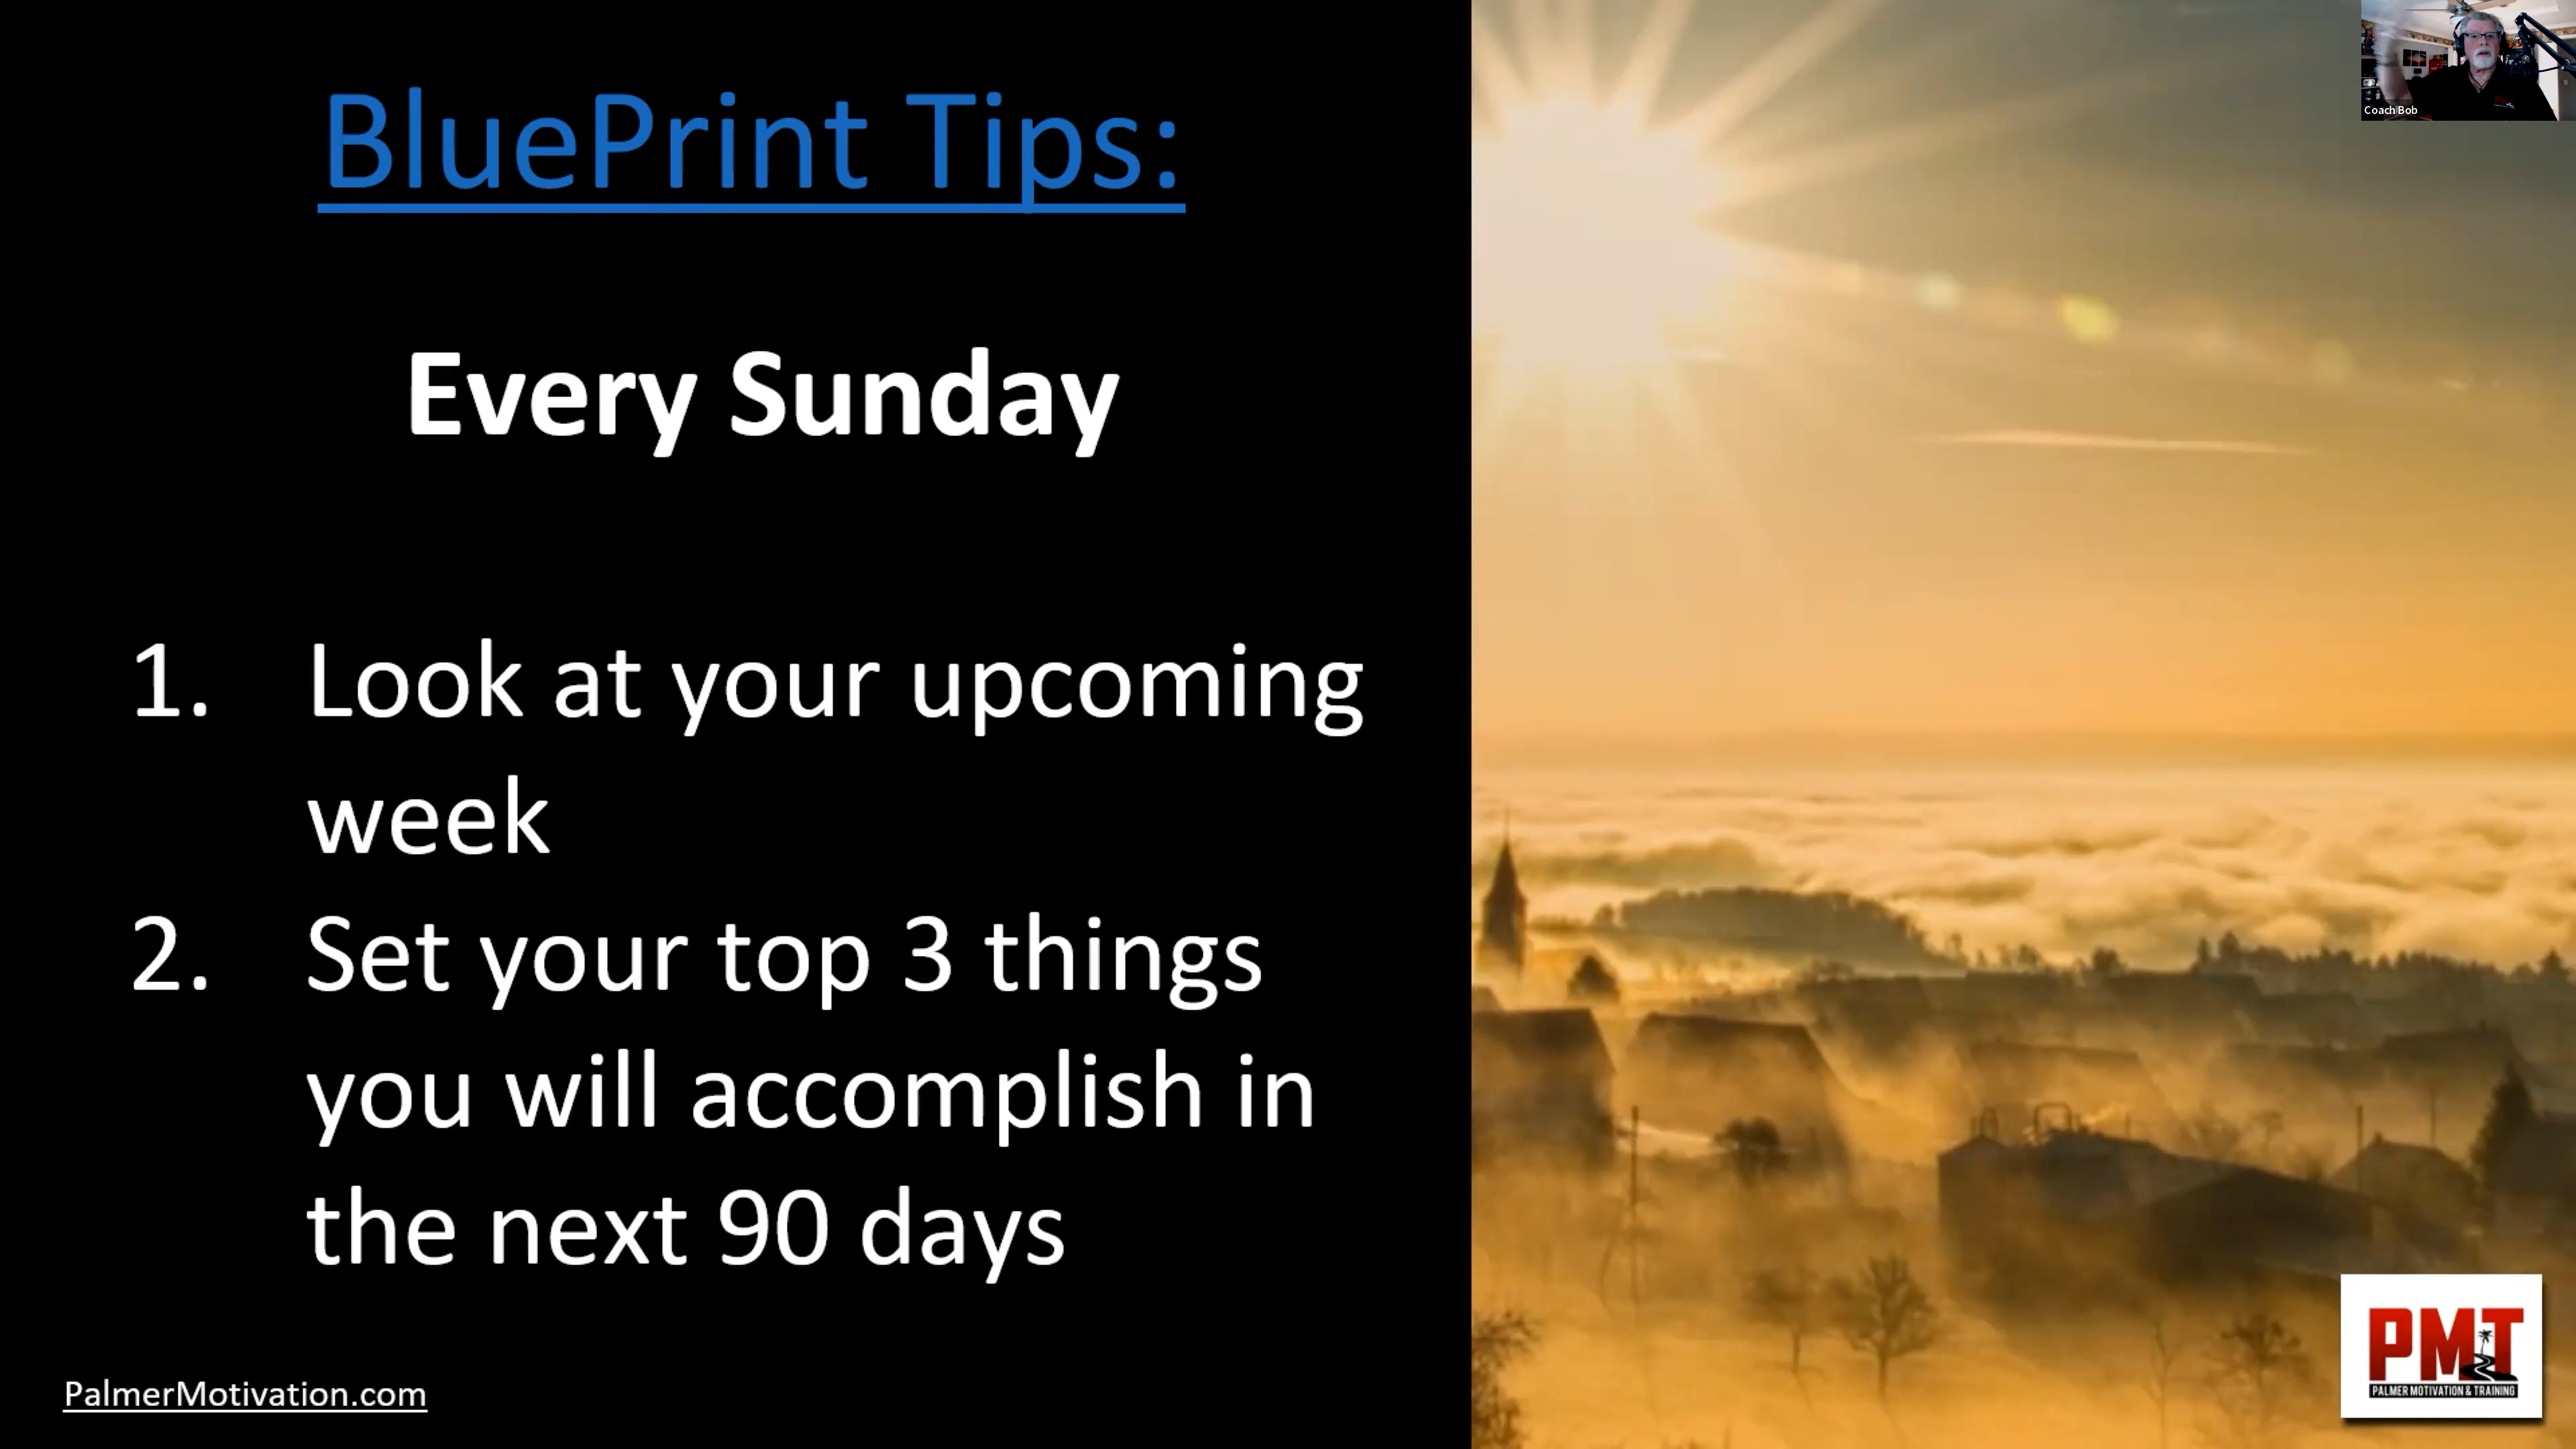 BluePrint Tips:
Every Sunday
1. Look at your upcoming
week
2. Set your top 3 things
you will accomplish in
the next 90 days
PalmerMotivation.com
Coach Bob
PMT
PALMER MOTIVATION & TRAINING